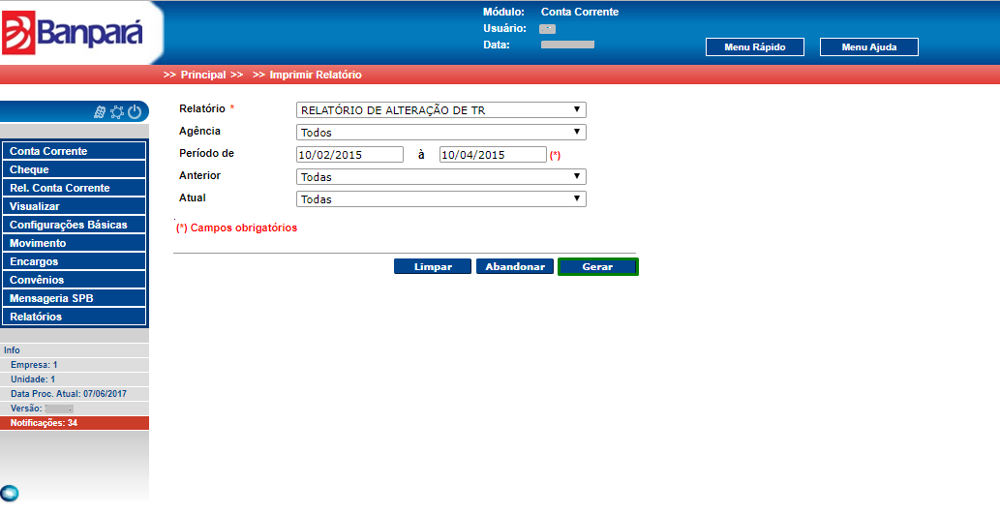 Banpará
Módulo: Conta Corrente
Usuário:
Data:
Menu Rápido
Menu Ajuda
>> Principal >> >> Imprimir Relatório
Relatório * RELATÓRIO DE ALTERAÇÃO DE TR
Agência Todos
Período de 10/02/2015 à 10/04/2015 (*)
Anterior Todas
Atual Todas
(*) Campos obrigatórios
Limpar Abandonar Gerar
Conta Corrente
Cheque
Rel. Conta Corrente
Visualizar
Configurações Básicas
Movimento
Encargos
Convênios
Mensageria SPB
Relatórios
Info
Empresa: 1
Unidade: 1
Data Proc. Atual: 07/06/2017
Versão:
Notificações: 34